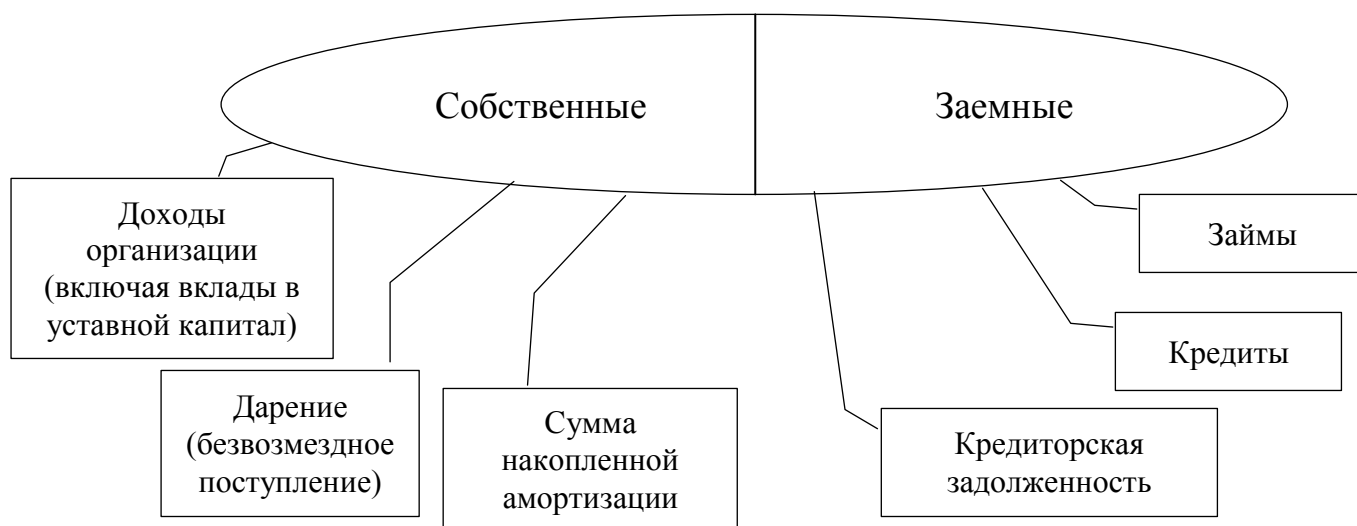 Собственные
Заемные
Доходы
организации
(включая вклады в
уставной капитал)
Дарение
(безвозмездное
поступление)
Сумма
накопленной
амортизации
Кредиторская
задолженность
Кредиты
Займы